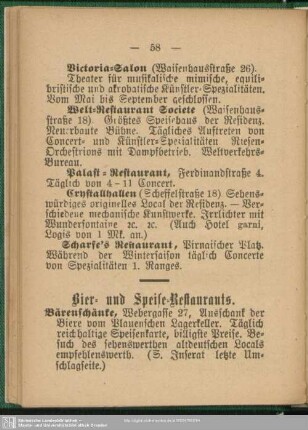 — 58 —
Victoria-Salon (Waisenhausstraße 26).
Theater für musikalische mimische, equili-
bristische und akrobatische Künstler-Spezialitäten.
Vom Mai bis September geschlossen.
Welt-Restaurant Societe (Waisenhaus-
straße 18). Größtes Speisehaus der Residenz.
Neuerbaute Bühne. Tägliches Auftreten von
Concert- und Künstler-Spezialitäten Riesen-
Orchestrions mit Dampfbetrieb. Weltverkehrs-
Bureau.
Palast-Restaurant, Ferdinandstraße 4.
Täglich von 4-11 Concert.
Crystallhallen (Scheffelstraße 18) Sehens-
würdiges originelles Local der Residenz. — Ver-
schiedene mechanische Kunstwerke. Irrlichter mit
Wunderfontaine ꝛc. ꝛc. (Auch Hotel garni,
Logis von 1 Mk. an.)
Scharfe's Restaurant, Pirnaischer Platz.
Während der Wintersaison täglich Concerte
von Spezialitäten 1. Ranges.
Bier- und Speise-Restaurants.
Bärenschänke, Webergasse 27, Ausschank der
Biere vom Plauenschen Lagerkeller. Täglich
reichhaltige Speisenkarte, billigste Preise. Be-
such des sehenswerthen altdeutschen Locals
empfehlenswerth. (S. Inserat letzte Um-
schlagseite.)